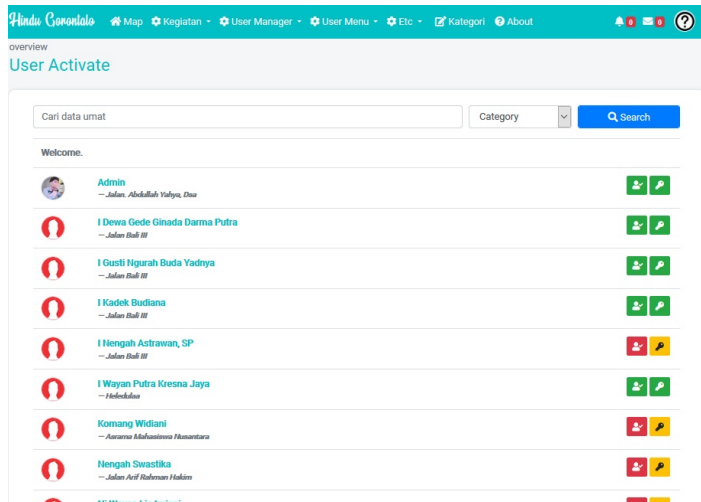 Hindu Gorontalo Map Kegiatan User Manager User Menu Etc Kategori About 0 0
overview
User Activate
Cari data umat Category Search
Welcome.
Admin
— Jalan. Abdullah Yahya, Dsa
I Dewa Gede Ginada Darma Putra
— Jalan Bali III
I Gusti Ngurah Buda Yadnya
— Jalan Bali III
I Kadek Budiana
— Jalan Bali III
I Nengah Astrawan, SP
— Jalan Bali III
I Wayan Putra Kresna Jaya
— Heledulaa
Komang Widiani
— Asrama Mahasiswa Nusantara
Nengah Swastika
— Jalan Arif Rahman Hakim